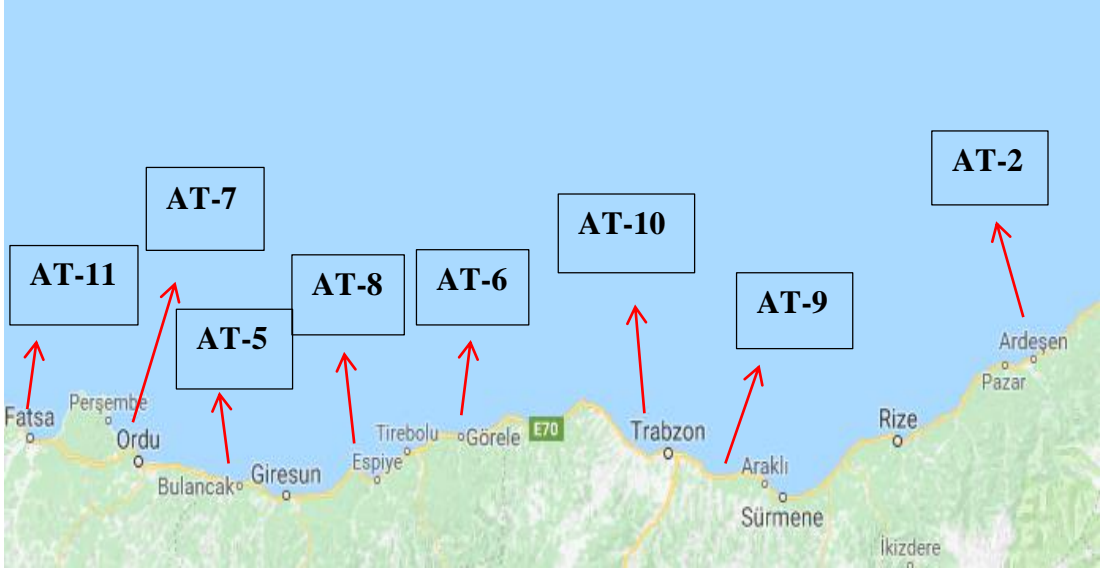 AT-2
AT-7
AT-10
AT-11
AT-8
AT-6
AT-9
AT-5
Ardeşen
Pazar
Perşembe
Fatsa
Ordu
Tirebolu
Görele
E70
Trabzon
Rize
Bulancak
Giresun
Espiye
Araklı
Sürmene
İkizdere